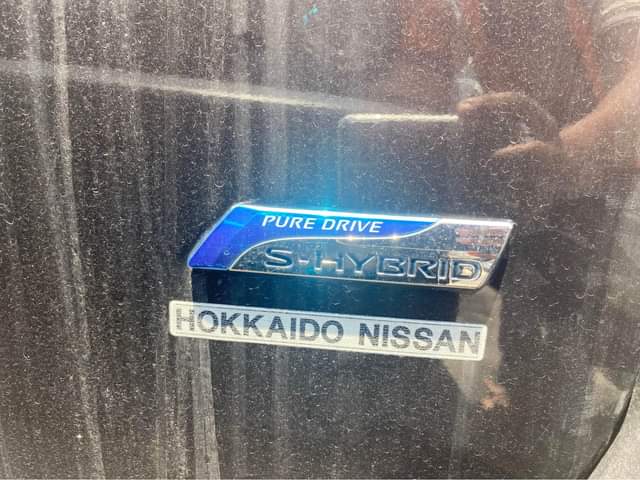 PURE DRIVE
S-HYBRID
HOKKAIDO NISSAN